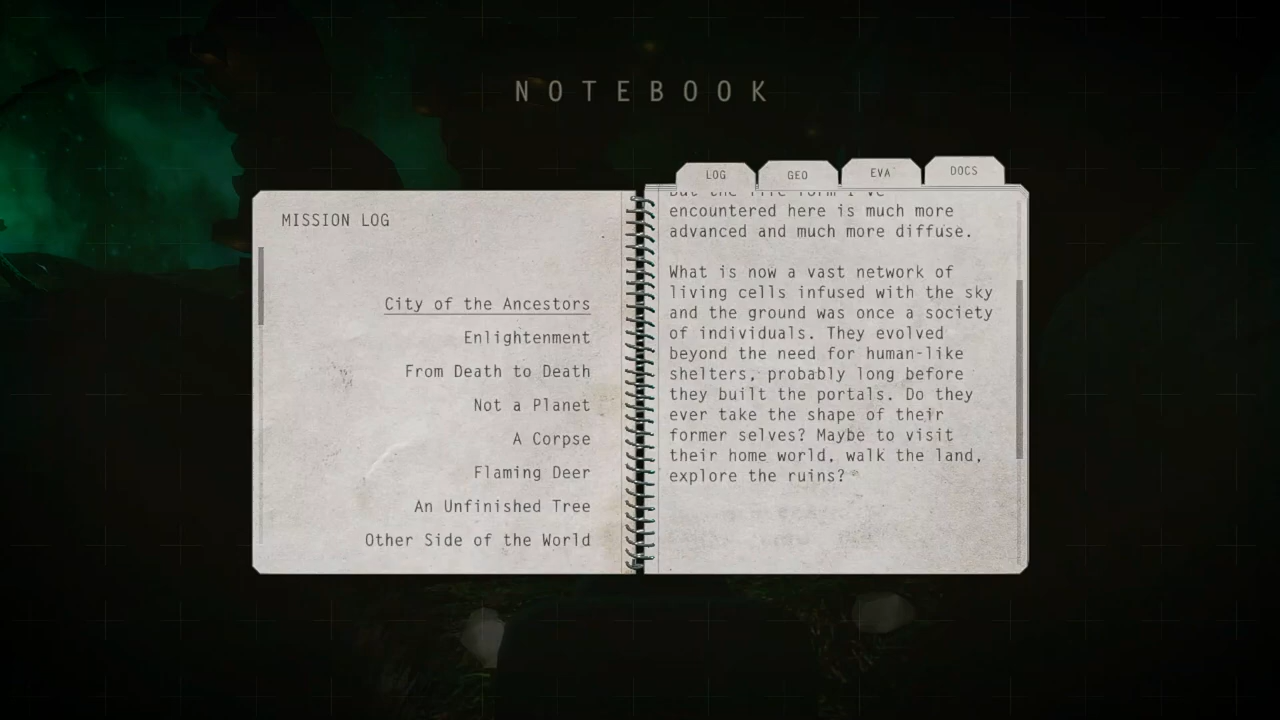 NOTEBOOK
LOG
GEO
EVA
DOCS
MISSION LOG
City of the Ancestors
Enlightenment
From Death to Death
Not a Planet
A Corpse
Flaming Deer
An Unfinished Tree
Other Side of the World
But the life form I've
encountered here is much more
advanced and much more diffuse.
What is now a vast network of
living cells infused with the sky
and the ground was once a society
of individuals. They evolved
beyond the need for human-like
shelters, probably long before
they built the portals. Do they
ever take the shape of their
former selves? Maybe to visit
their home world, walk the land,
explore the ruins?